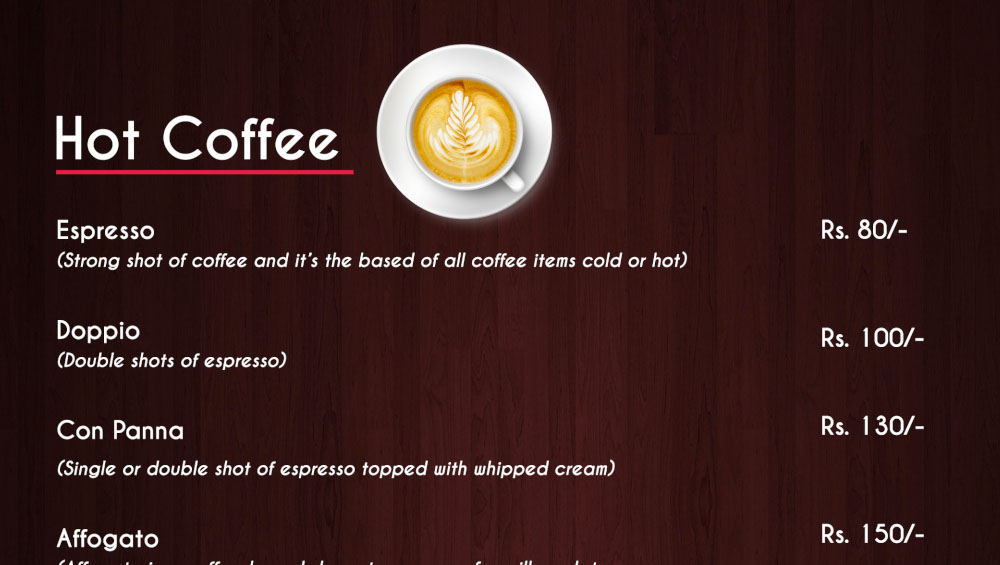 Hot Coffee
Espresso Rs. 80/-
(Strong shot of coffee and it's the based of all coffee items cold or hot)
Doppio Rs. 100/-
(Double shots of espresso)
Con Panna Rs. 130/-
(Single or double shot of espresso topped with whipped cream)
Affogato Rs. 150/-